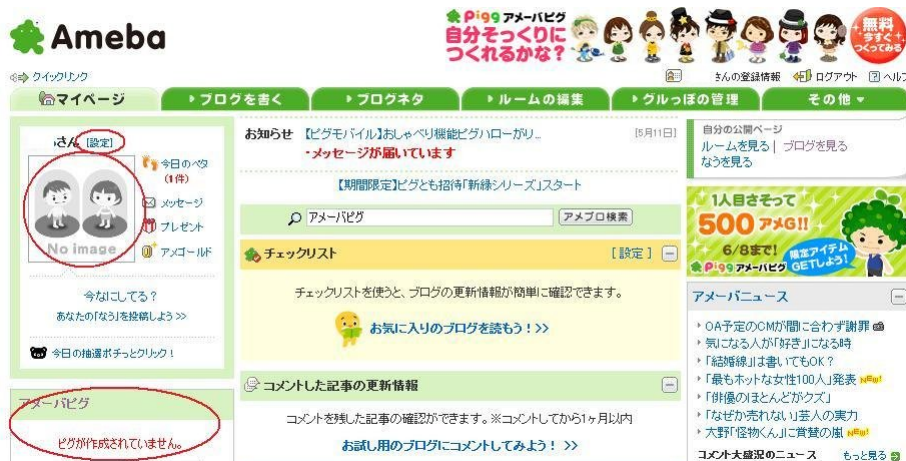 Ameba
Pigg アメーバピグ
自分そっくりに
つくれるかな?
無料
今すぐ
つくってみる
クイックリンク
さんの登録情報 ログアウト ヘルプ
マイページ
ブログを書く
ブログネタ
ルームの編集
グルっぽの管理
その他
さん [設定]
No image
今日のペタ
(1件)
メッセージ
プレゼント
アメゴールド
今なにしてる?
あなたの「なう」を投稿しよう >>
今日の抽選ポチっとクリック!
アメーバピグ
ピグが作成されていません。
お知らせ 【ピグモバイル】おしゃべり機能ピグハローがリ... [5月11日]
・メッセージが届いています
【期間限定】ピグとも招待「新緑シリーズ」スタート
アメーバピグ アメブロ検索
チェックリスト [設定]
チェックリストを使うと、ブログの更新情報が簡単に確認できます。
お気に入りのブログを読もう!>>
コメントした記事の更新情報
コメントを残した記事の確認ができます。※コメントしてから1ヶ月以内
お試し用のブログにコメントしてみよう! >>
自分の公開ページ
ルームを見る | ブログを見る
なうを見る
1人目さそって
500 アメG!!
6/8まで!
限定アイテム
GETしよう!
Pigg アメーバピグ
アメーバニュース
OA予定のCMが間に合わず謝罪
気になる人が「好き」になる時
「結婚線」は書いてもOK?
「最もホットな女性100人」発表 NEW!
「俳優のほとんどがクズ」
「なぜか売れない」芸人の実力
大野「怪物くん」に賞賛の嵐 NEW!
コメント大盛況のニュース もっと見る